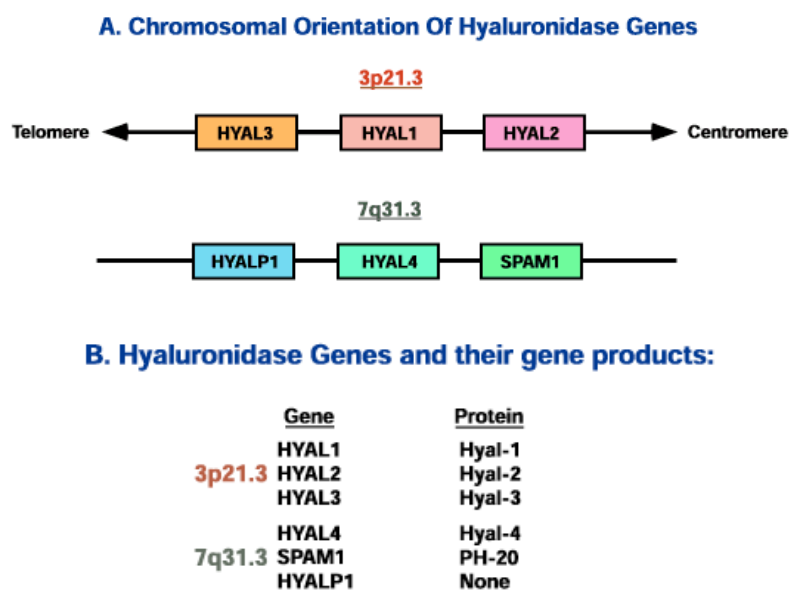 A. Chromosomal Orientation Of Hyaluronidase Genes
3p21.3
Telomere HYAL3 HYAL1 HYAL2 Centromere
7q31.3
HYALP1 HYAL4 SPAM1
B. Hyaluronidase Genes and their gene products:
Gene Protein
HYAL1 Hyal-1
3p21.3 HYAL2 Hyal-2
HYAL3 Hyal-3
HYAL4 Hyal-4
7q31.3 SPAM1 PH-20
HYALP1 None